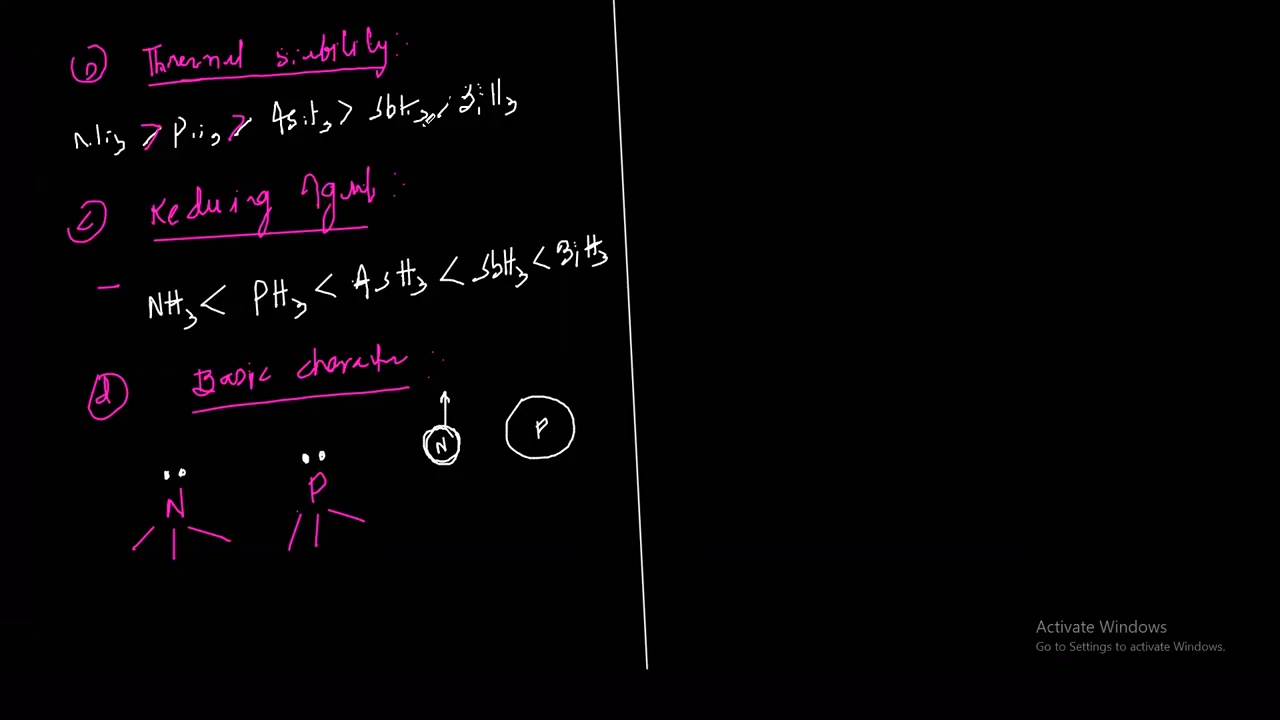 (b) Thermal stability :
NH3 > PH3 > AsH3 > SbH3 > BiH3
(c) Reducing Agent :
- NH3 < PH3 < AsH3 < SbH3 < BiH3
(d) Basic character :
N P
N P
Activate Windows
Go to Settings to activate Windows.